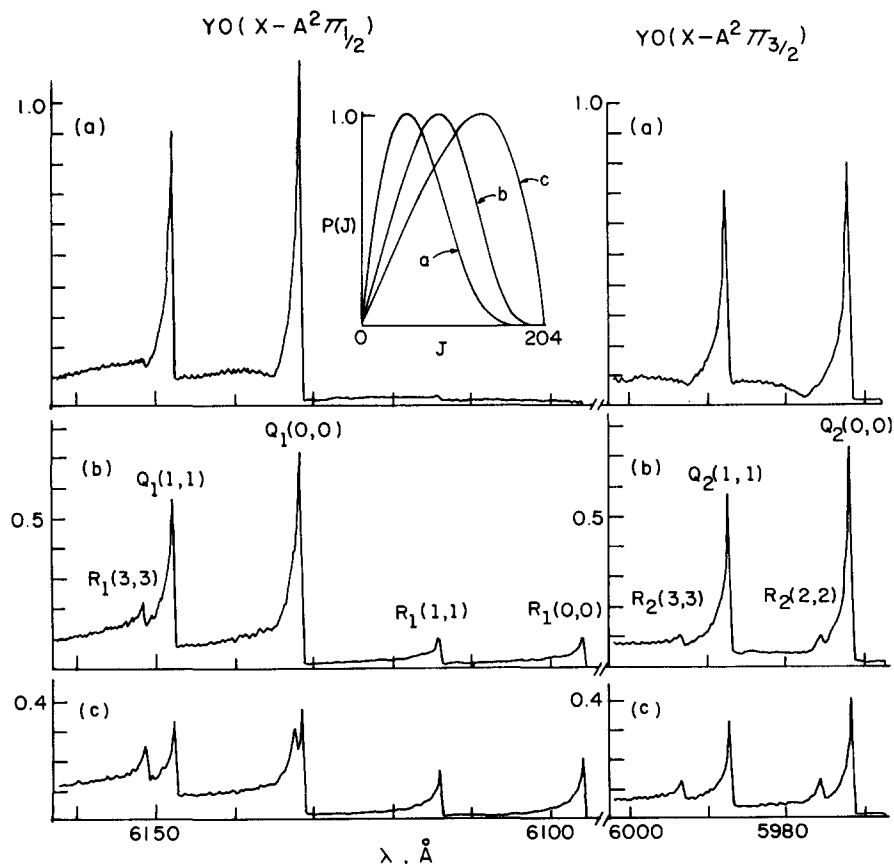 YO(X-A²π1/2)
YO(X-A²π3/2)
1.0
(a)
1.0
P(J)
a
b
c
0
J
204
1.0
(a)
(b)
0.5
Q₁(1,1)
Q₁(0,0)
R₁(3,3)
R₁(1,1)
R₁(0,0)
(b)
0.5
Q₂(1,1)
Q₂(0,0)
R₂(3,3)
R₂(2,2)
0.4
(c)
0.4
(c)
6150
6100
6000
5980
λ, Å